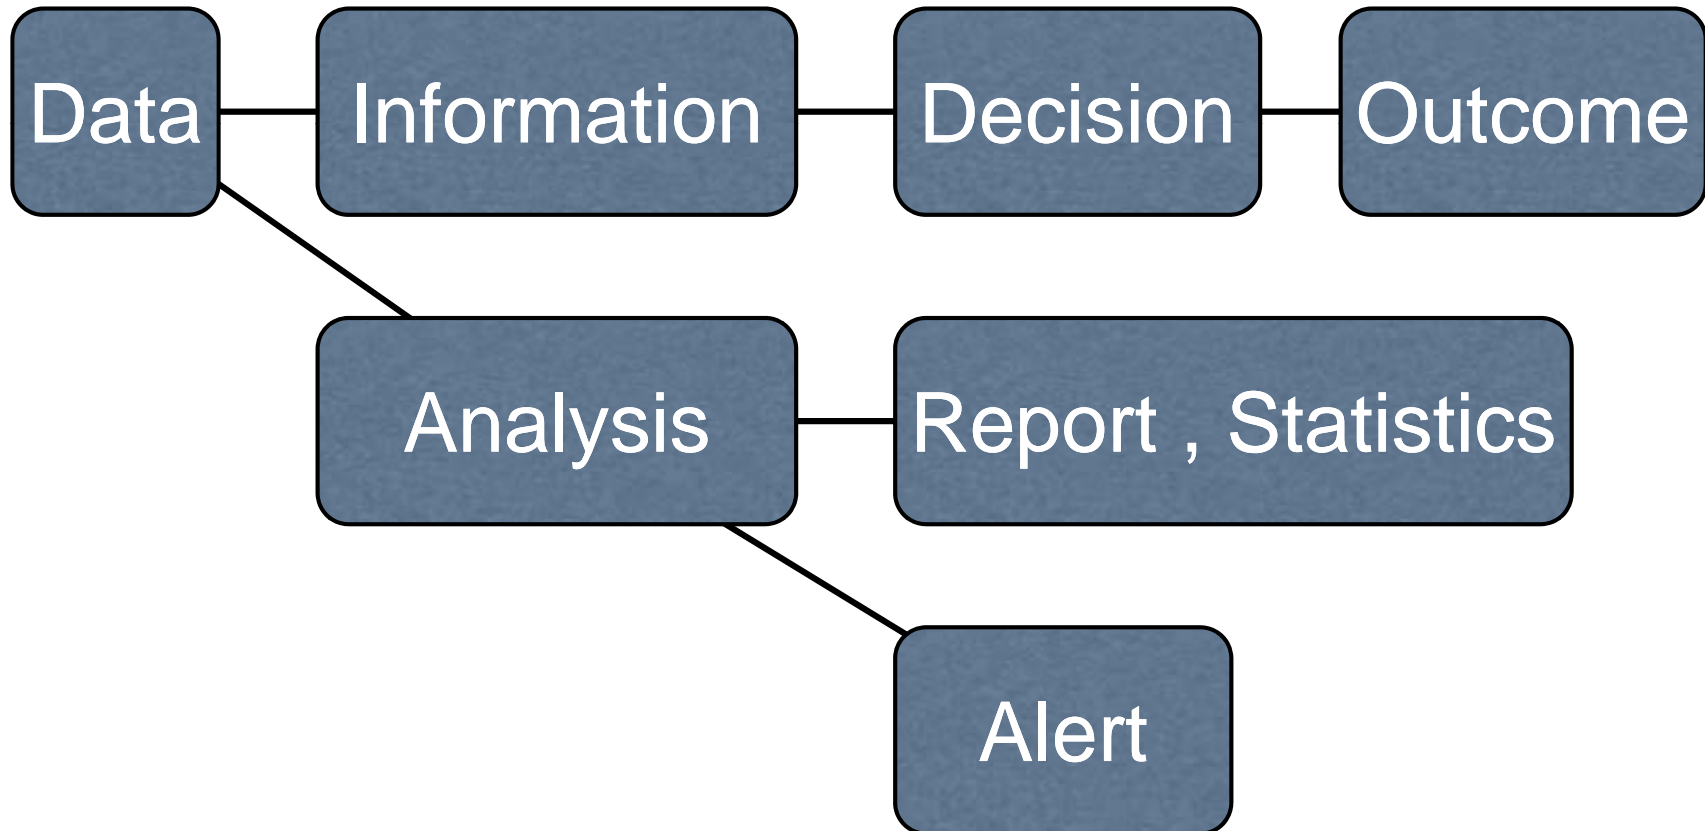 Data
Information
Decision
Outcome
Analysis
Report , Statistics
Alert